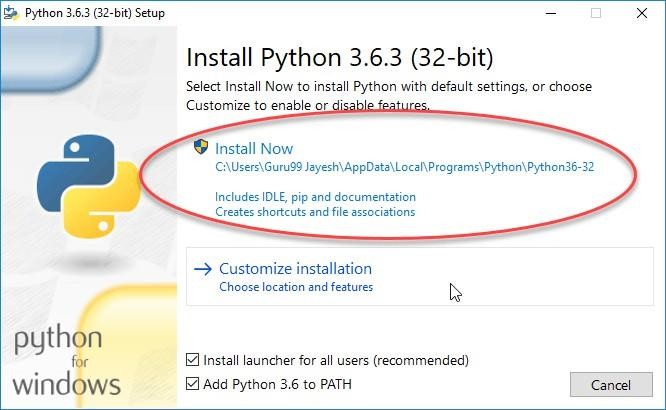 Python 3.6.3 (32-bit) Setup
Install Python 3.6.3 (32-bit)
Select Install Now to install Python with default settings, or choose
Customize to enable or disable features.
Install Now
C:\Users\Guru99 Jayesh\AppData\Local\Programs\Python\Python36-32
Includes IDLE, pip and documentation
Creates shortcuts and file associations
Customize installation
Choose location and features
python
for
windows
Install launcher for all users (recommended)
Add Python 3.6 to PATH
Cancel